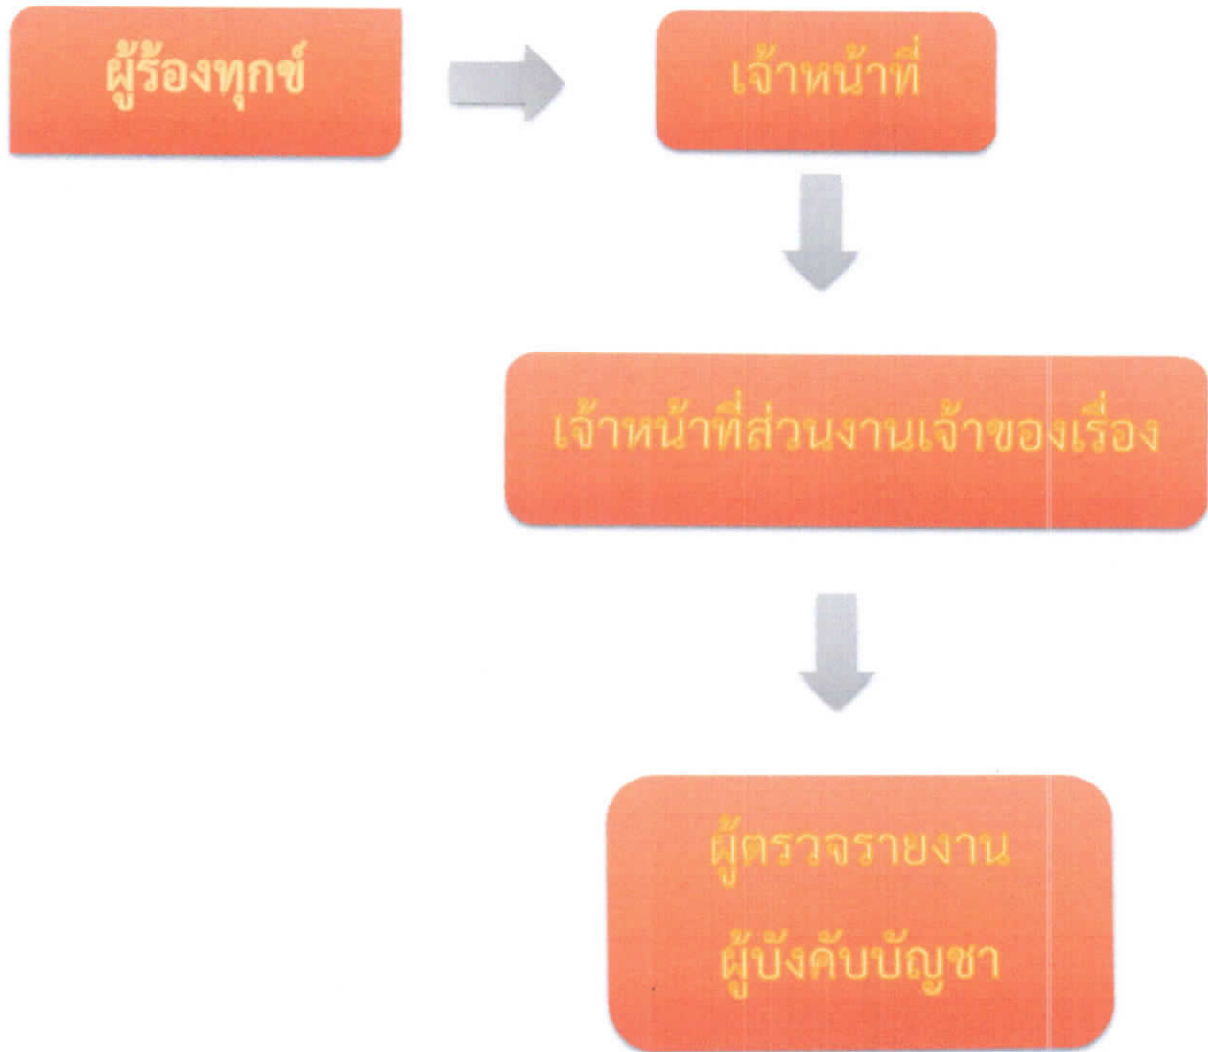 ผู้ร้องทุกข์
เจ้าหน้าที่
เจ้าหน้าที่ส่วนงานเจ้าของเรื่อง
ผู้ตรวจรายงาน
ผู้บังคับบัญชา